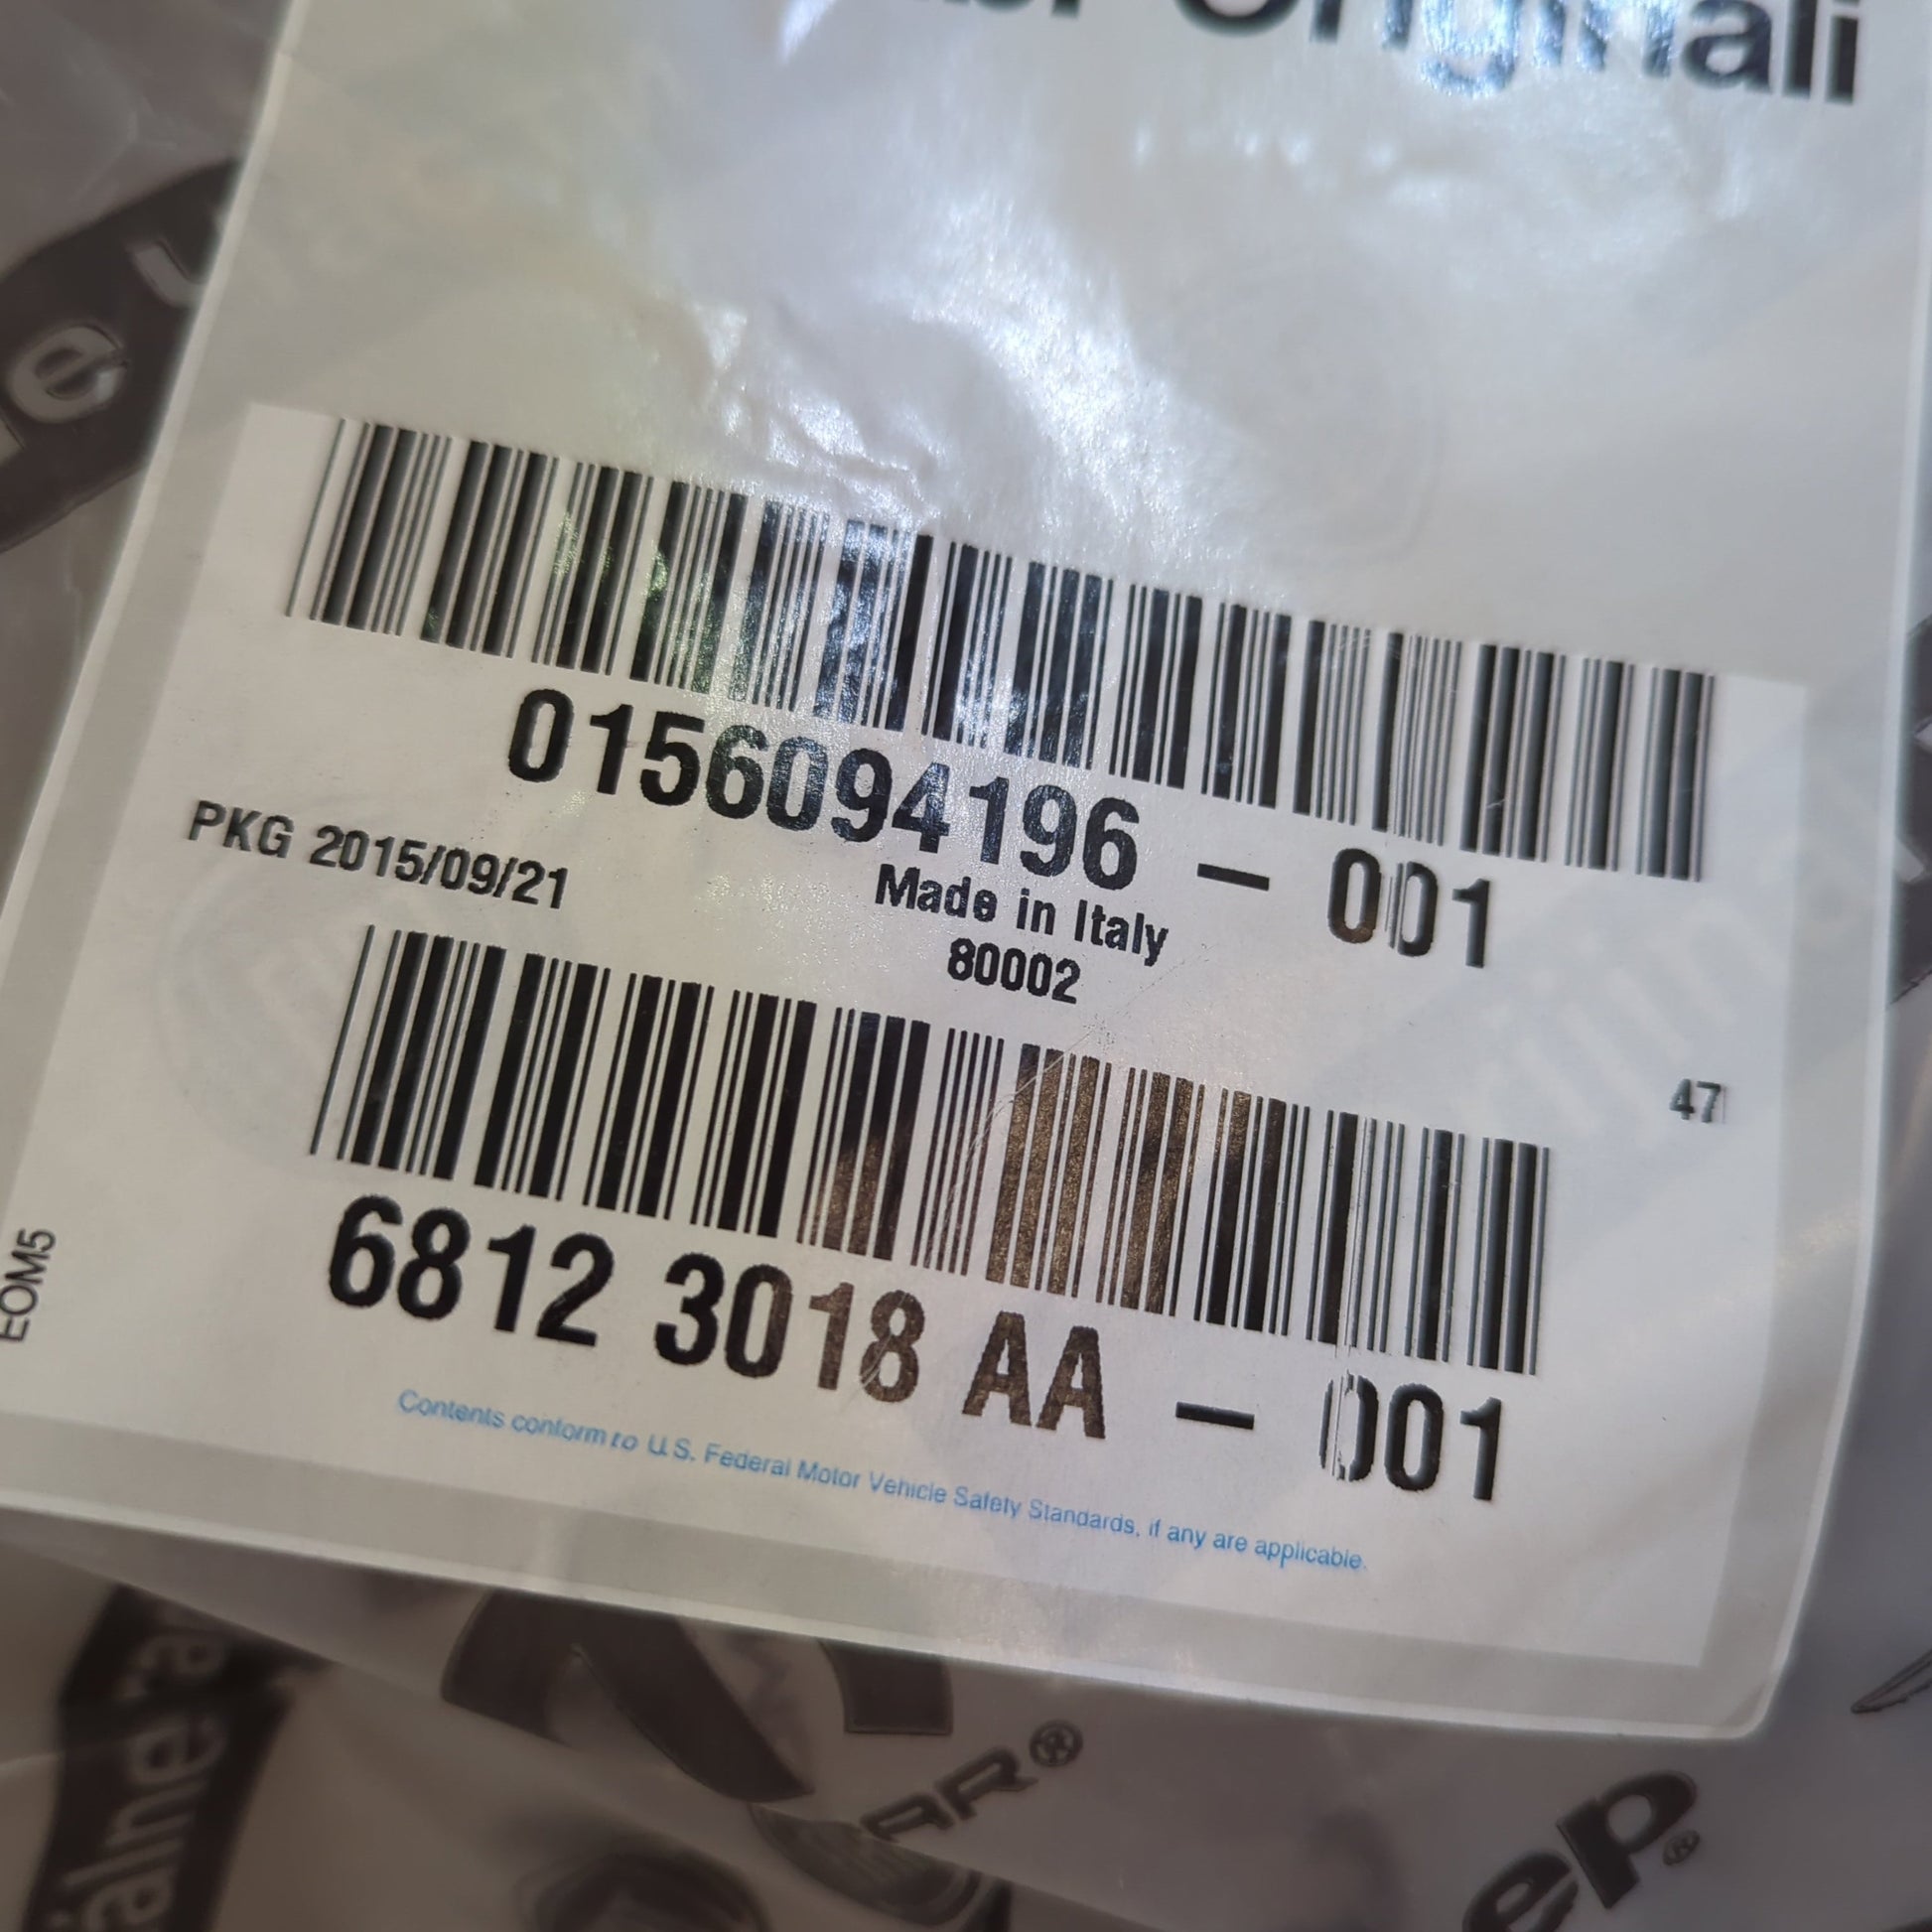 Originali
0156094196 – 001
PKG 2015/09/21
Made in Italy
80002
47
6812 3018 AA – 001
EOM5
Contents conform to U.S. Federal Motor Vehicle Safety Standards, if any are applicable.